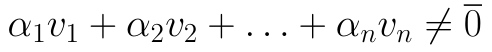 α₁v₁ + α₂v₂ + … + αₙvₙ ≠ 0̅